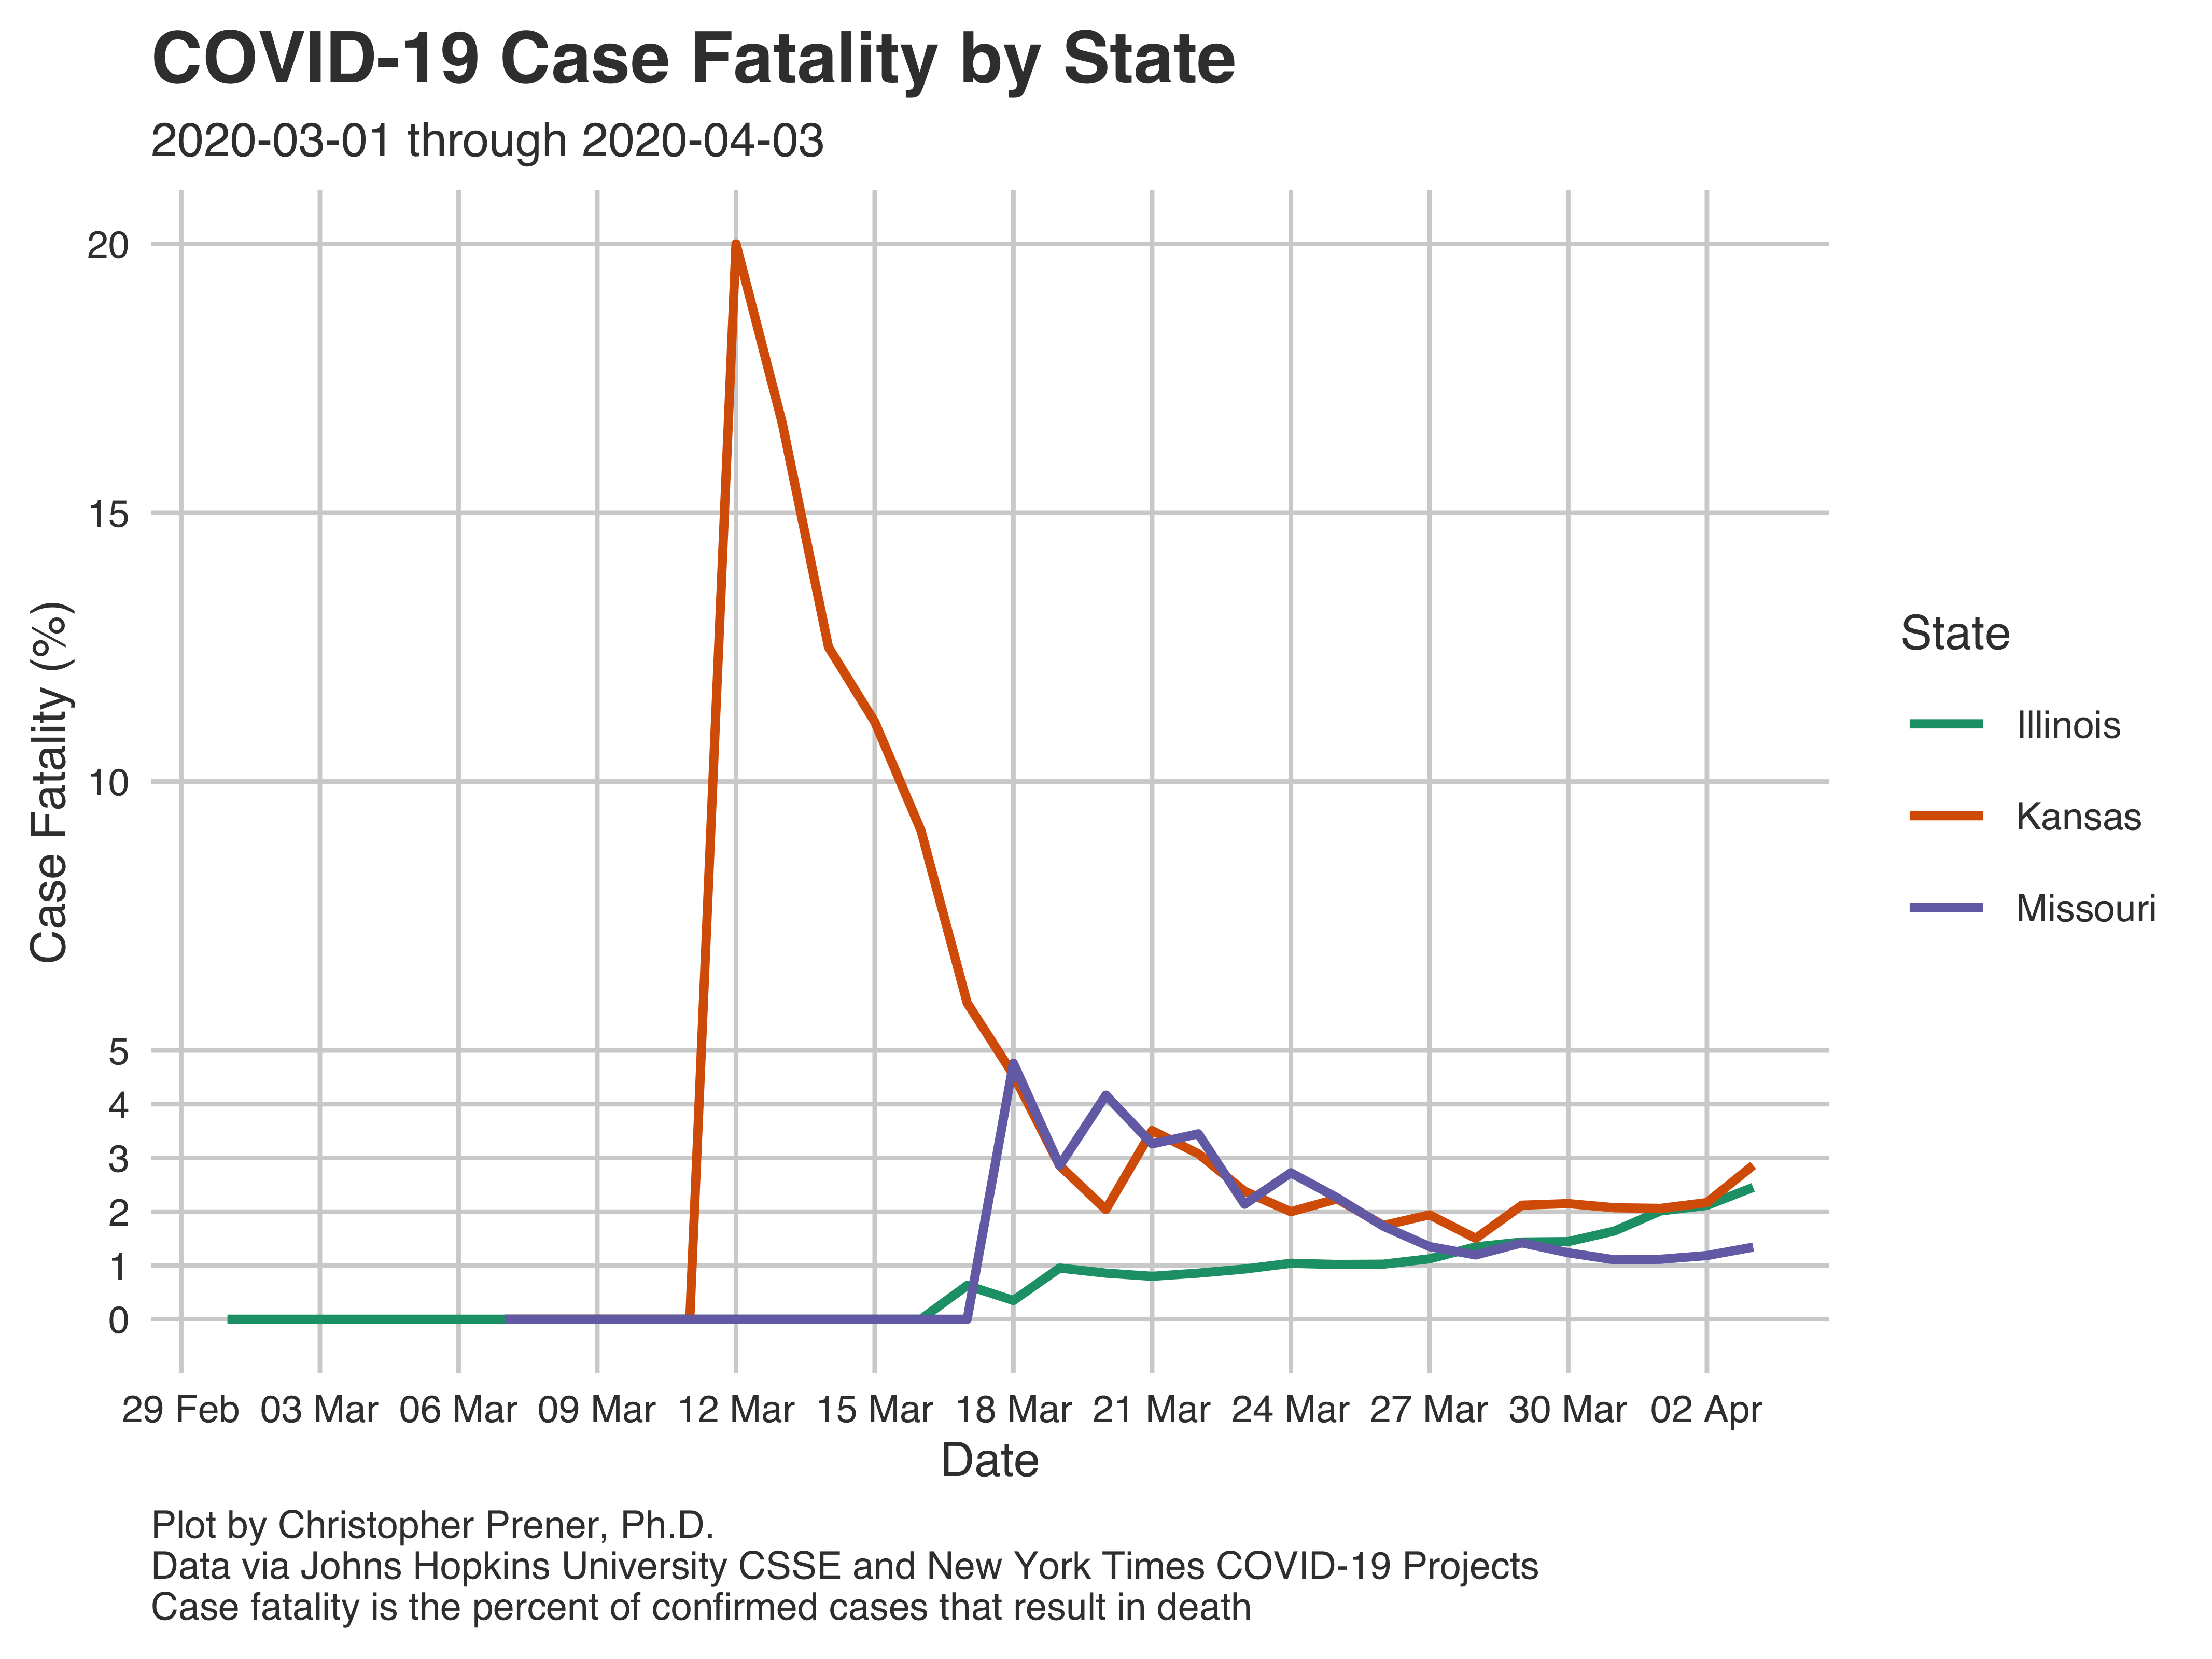 COVID-19 Case Fatality by State
2020-03-01 through 2020-04-03
Case Fatality (%)
20
15
10
5
4
3
2
1
0
29 Feb 03 Mar 06 Mar 09 Mar 12 Mar 15 Mar 18 Mar 21 Mar 24 Mar 27 Mar 30 Mar 02 Apr
Date
State
Illinois
Kansas
Missouri
Plot by Christopher Prener, Ph.D.
Data via Johns Hopkins University CSSE and New York Times COVID-19 Projects
Case fatality is the percent of confirmed cases that result in death